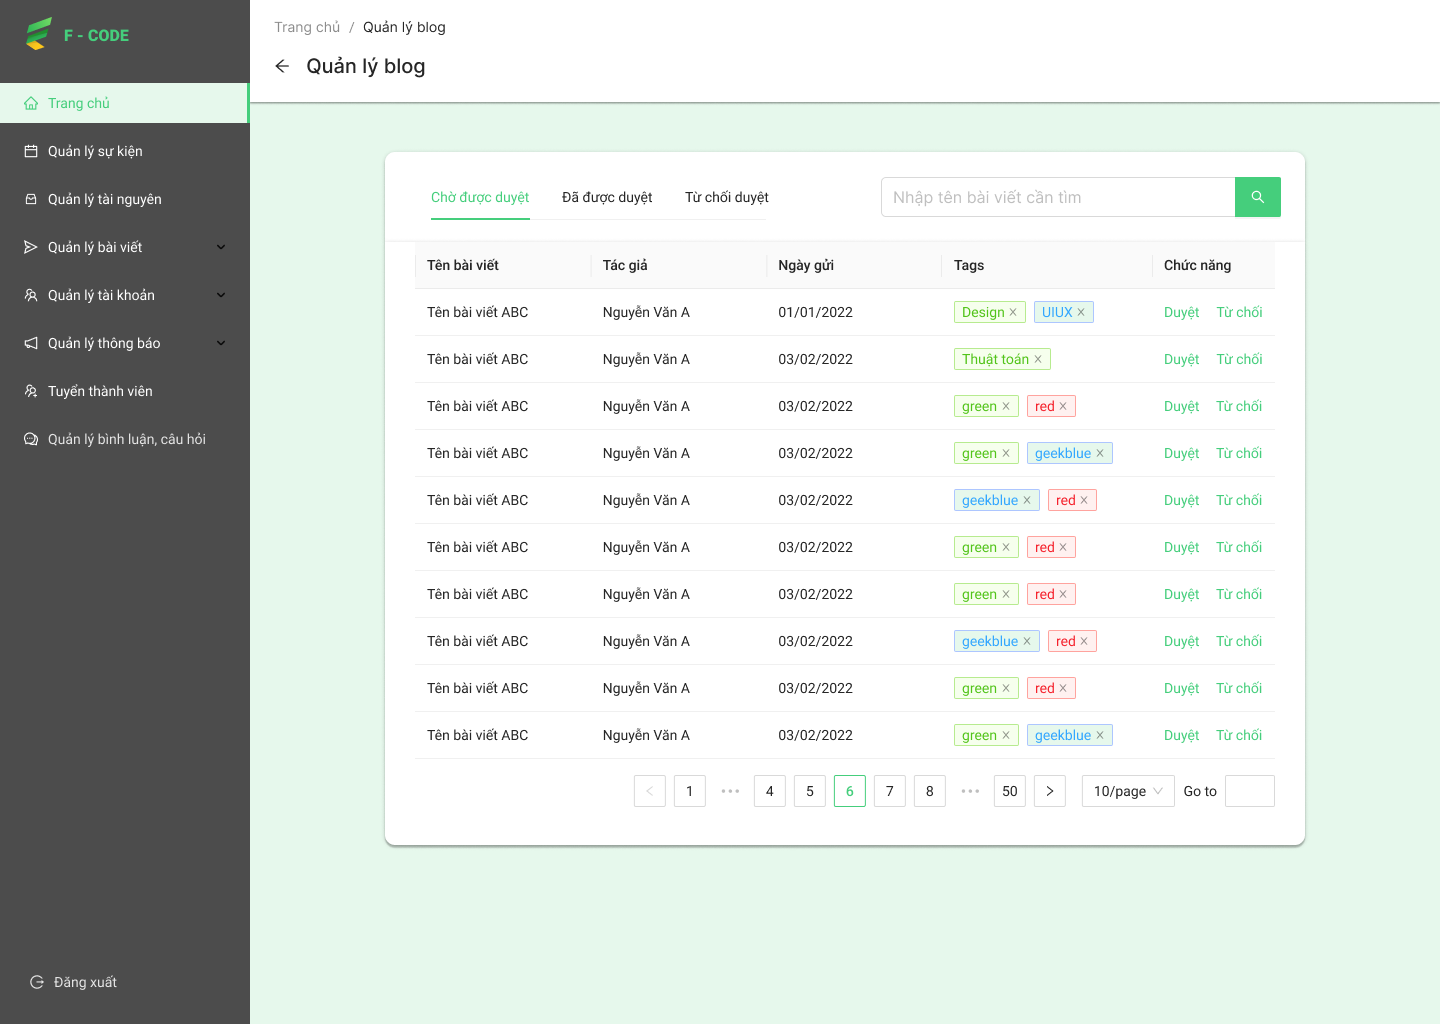 F - CODE
Trang chủ
Quản lý sự kiện
Quản lý tài nguyên
Quản lý bài viết
Quản lý tài khoản
Quản lý thông báo
Tuyển thành viên
Quản lý bình luận, câu hỏi
Đăng xuất
Trang chủ / Quản lý blog
Quản lý blog
Chờ được duyệt Đã được duyệt Từ chối duyệt Nhập tên bài viết cần tìm
Tên bài viết Tác giả Ngày gửi Tags Chức năng
Tên bài viết ABC Nguyễn Văn A 01/01/2022 Design UIUX Duyệt Từ chối
Tên bài viết ABC Nguyễn Văn A 03/02/2022 Thuật toán Duyệt Từ chối
Tên bài viết ABC Nguyễn Văn A 03/02/2022 green red Duyệt Từ chối
Tên bài viết ABC Nguyễn Văn A 03/02/2022 green geekblue Duyệt Từ chối
Tên bài viết ABC Nguyễn Văn A 03/02/2022 geekblue red Duyệt Từ chối
Tên bài viết ABC Nguyễn Văn A 03/02/2022 green red Duyệt Từ chối
Tên bài viết ABC Nguyễn Văn A 03/02/2022 green red Duyệt Từ chối
Tên bài viết ABC Nguyễn Văn A 03/02/2022 geekblue red Duyệt Từ chối
Tên bài viết ABC Nguyễn Văn A 03/02/2022 green red Duyệt Từ chối
Tên bài viết ABC Nguyễn Văn A 03/02/2022 green geekblue Duyệt Từ chối
1 ••• 4 5 6 7 8 ••• 50 10/page Go to